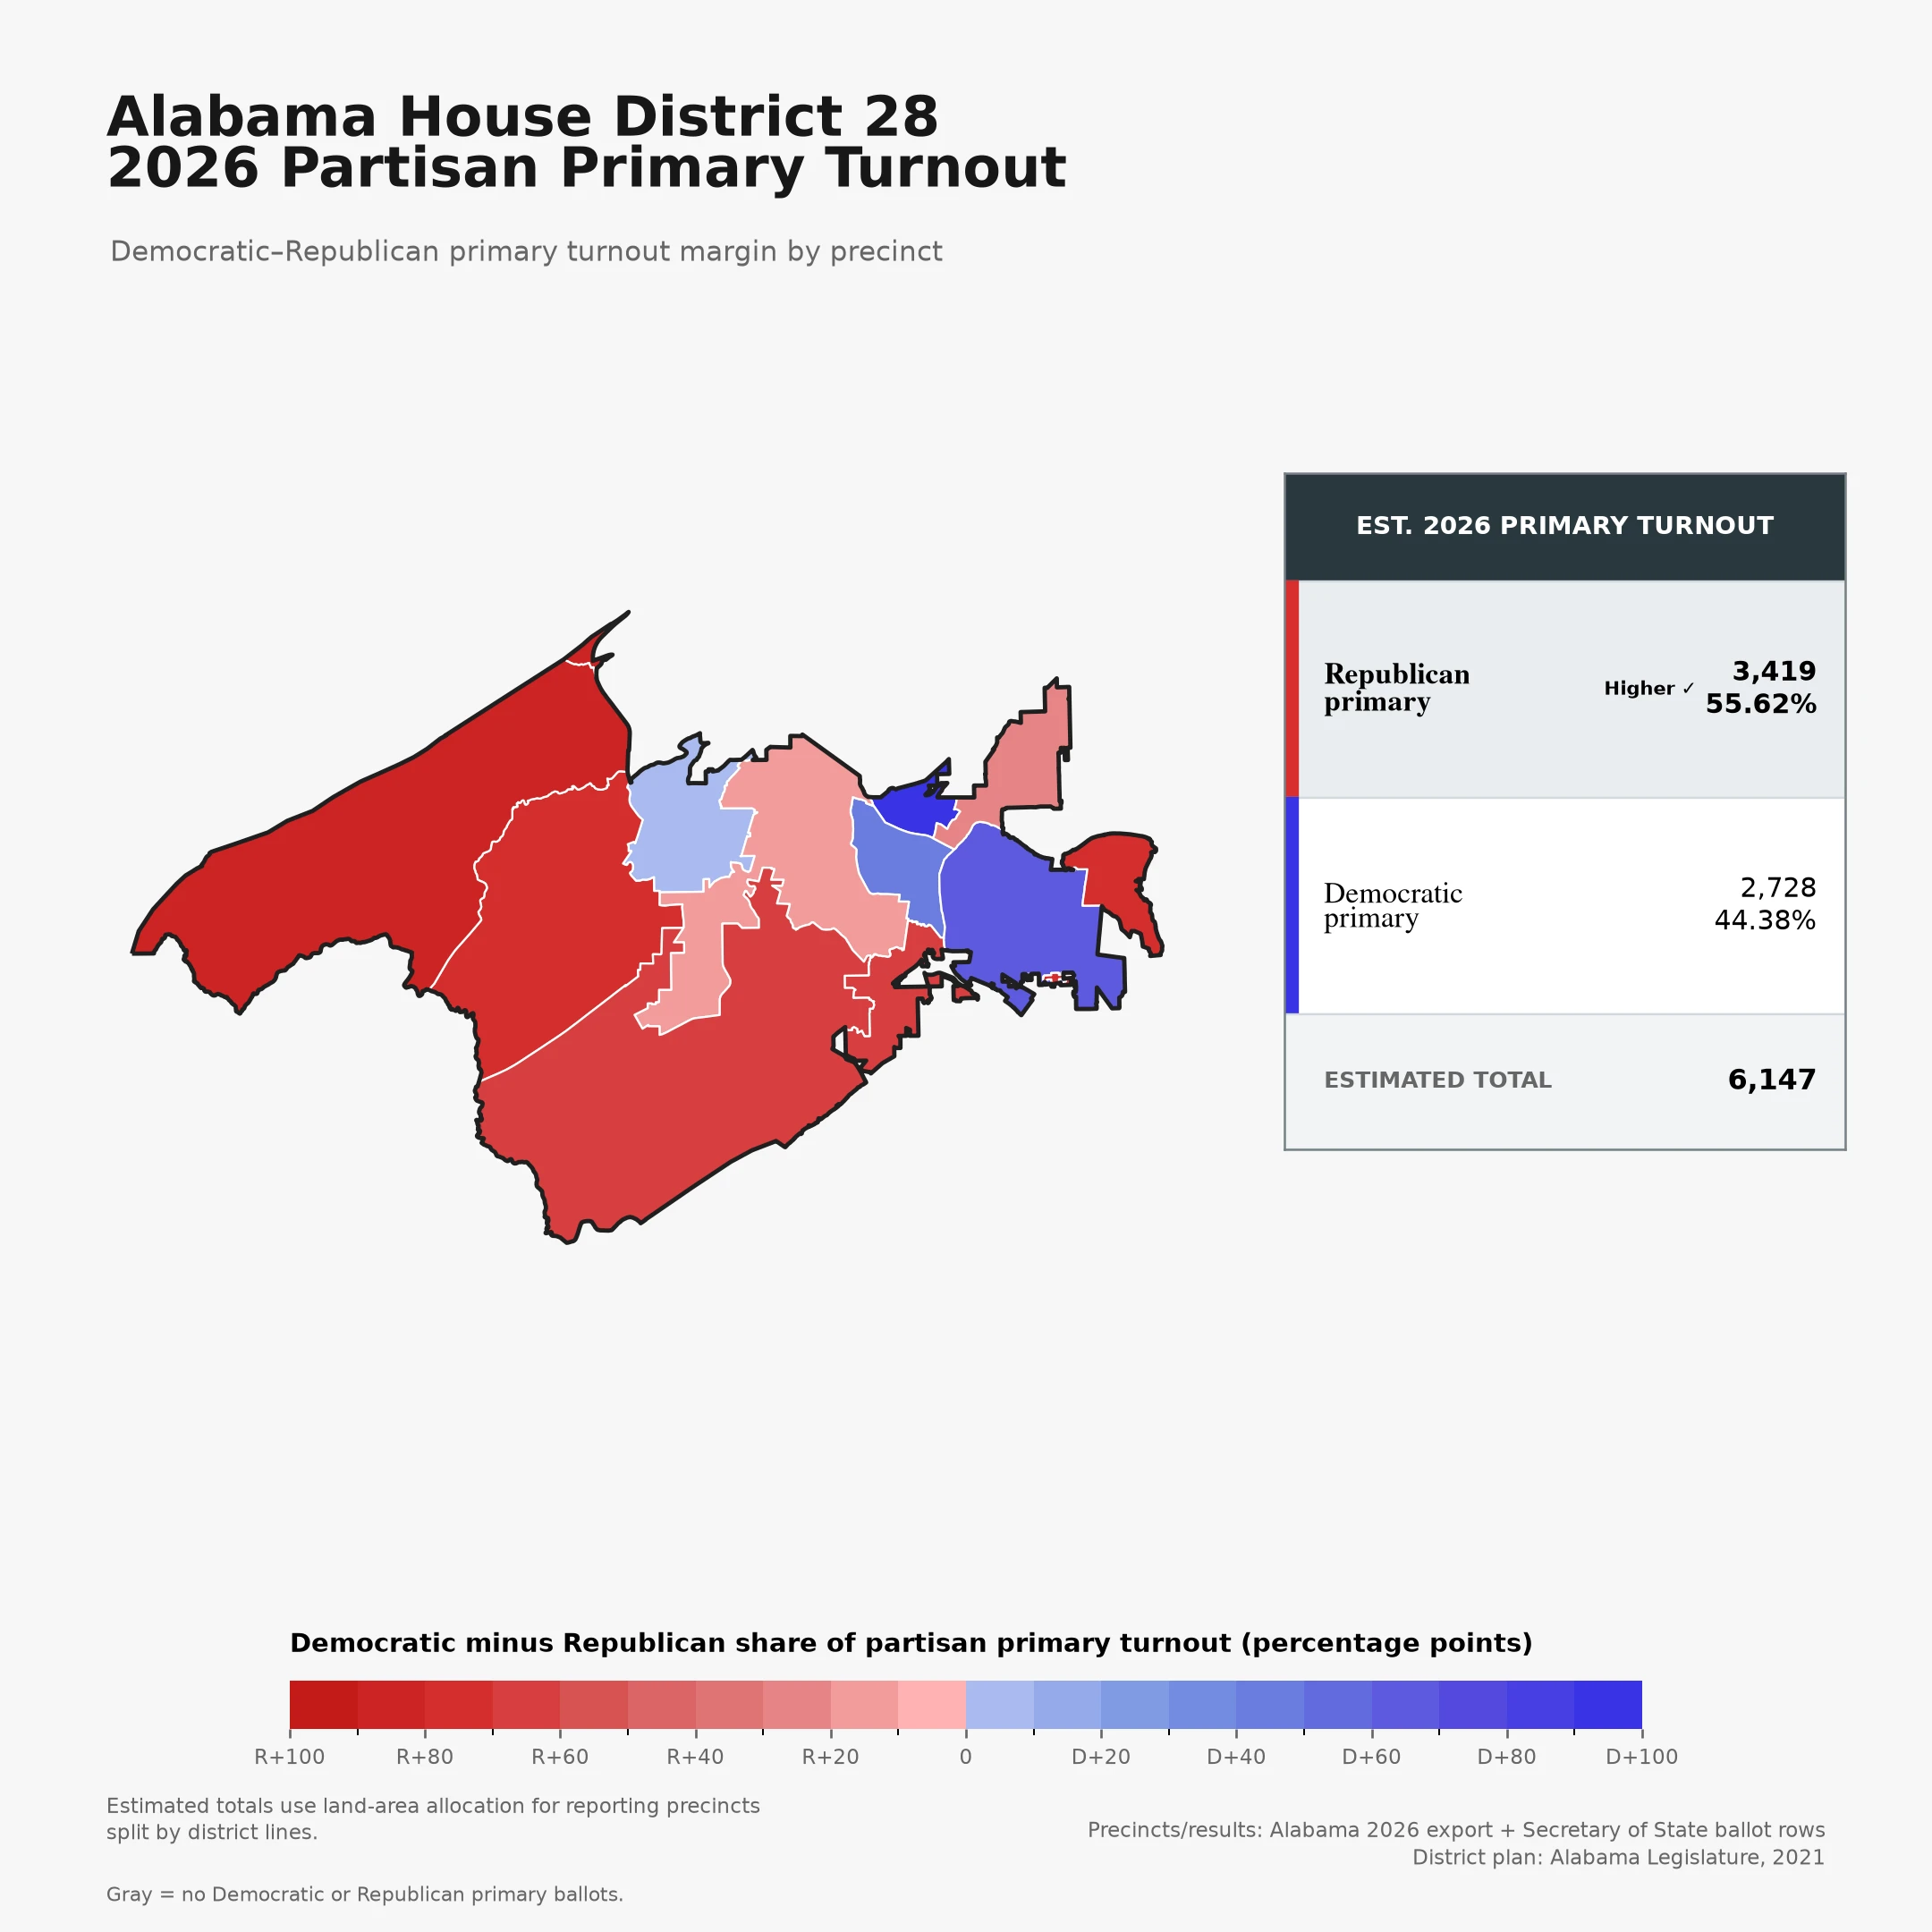 Alabama House District 28
2026 Partisan Primary Turnout
Democratic–Republican primary turnout margin by precinct
EST. 2026 PRIMARY TURNOUT
Republican
primary
Higher ✓
3,419
55.62%
Democratic
primary
2,728
44.38%
ESTIMATED TOTAL
6,147
Democratic minus Republican share of partisan primary turnout (percentage points)
R+100 R+80 R+60 R+40 R+20 0 D+20 D+40 D+60 D+80 D+100
Estimated totals use land-area allocation for reporting precincts
split by district lines.
Gray = no Democratic or Republican primary ballots.
Precincts/results: Alabama 2026 export + Secretary of State ballot rows
District plan: Alabama Legislature, 2021